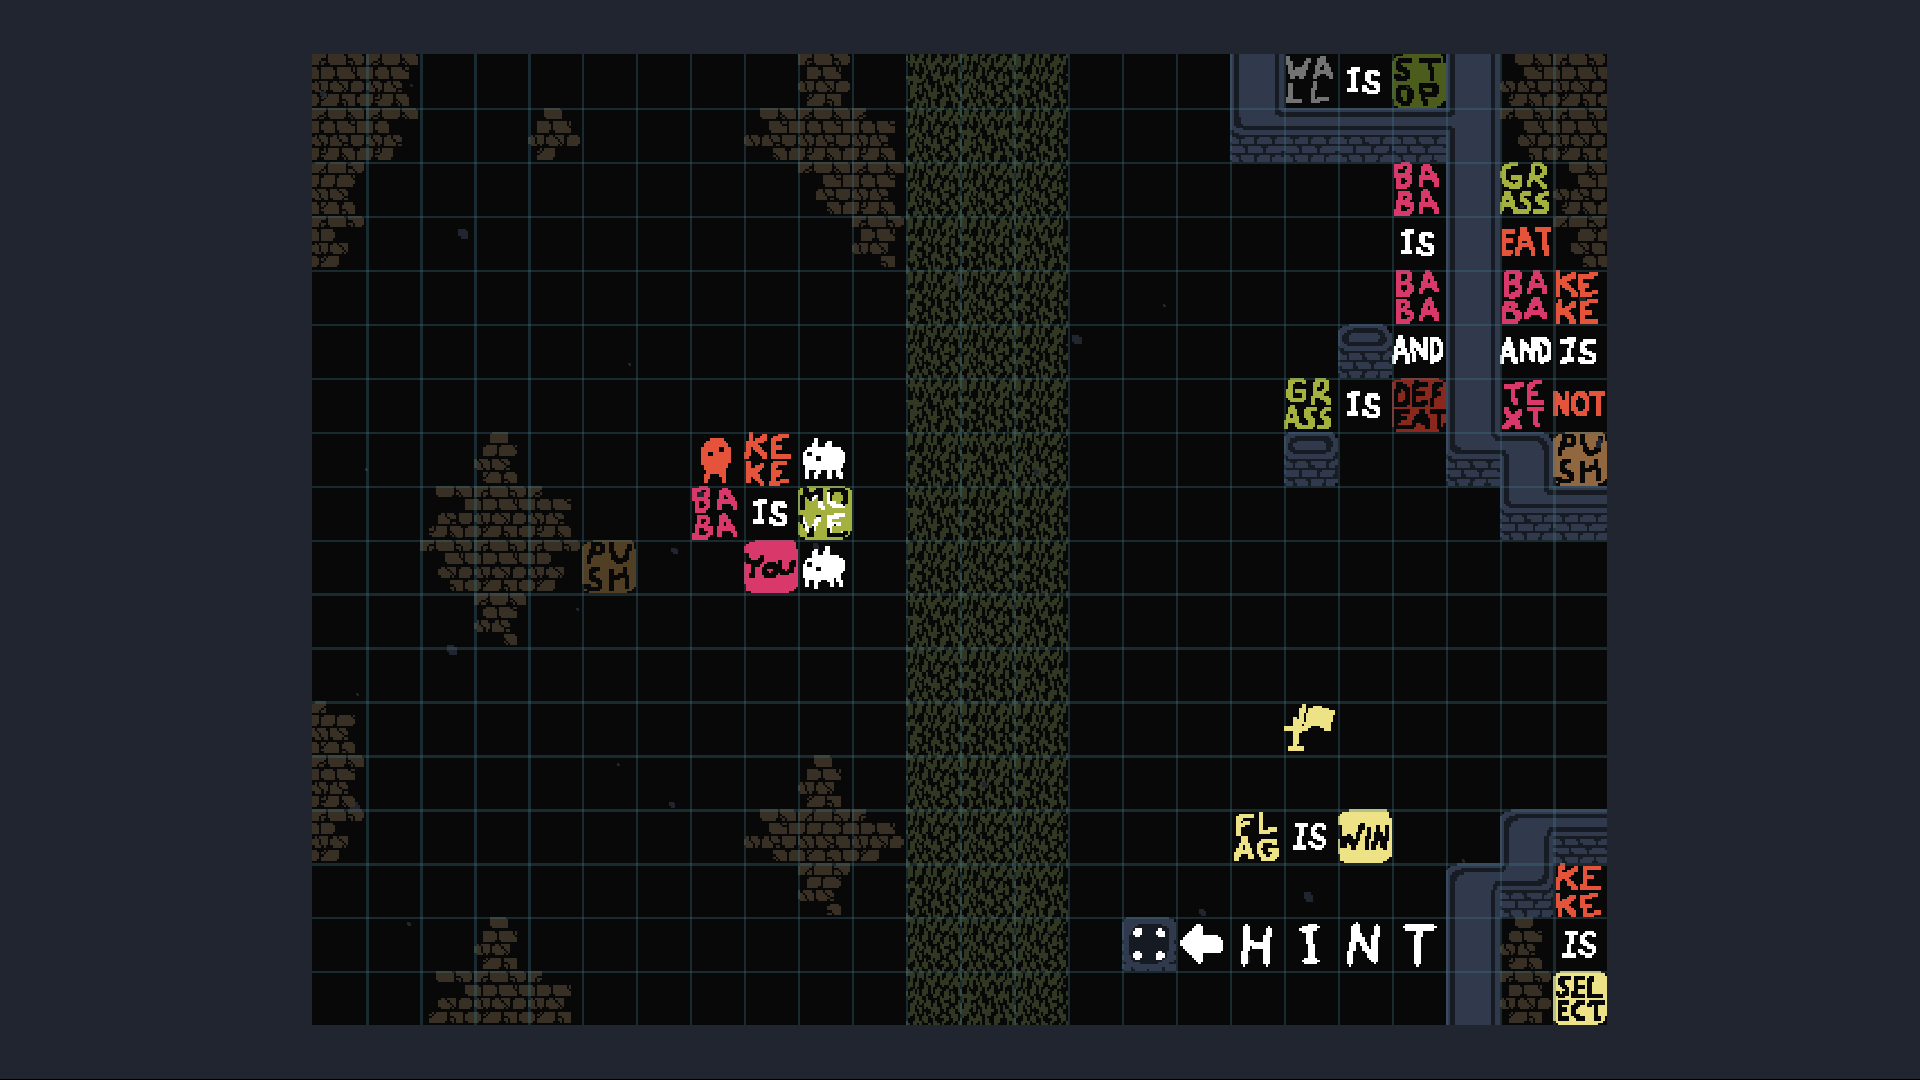 WALL IS STOP
BABA GRASS
IS EAT
BABA BABA KEKE
AND AND IS
GRASS IS DEFEAT TEXT NOT
KEKE PUSH
BABA IS MOVE
PUSH YOU
FLAG IS WIN
KEKE
HINT IS
SELECT